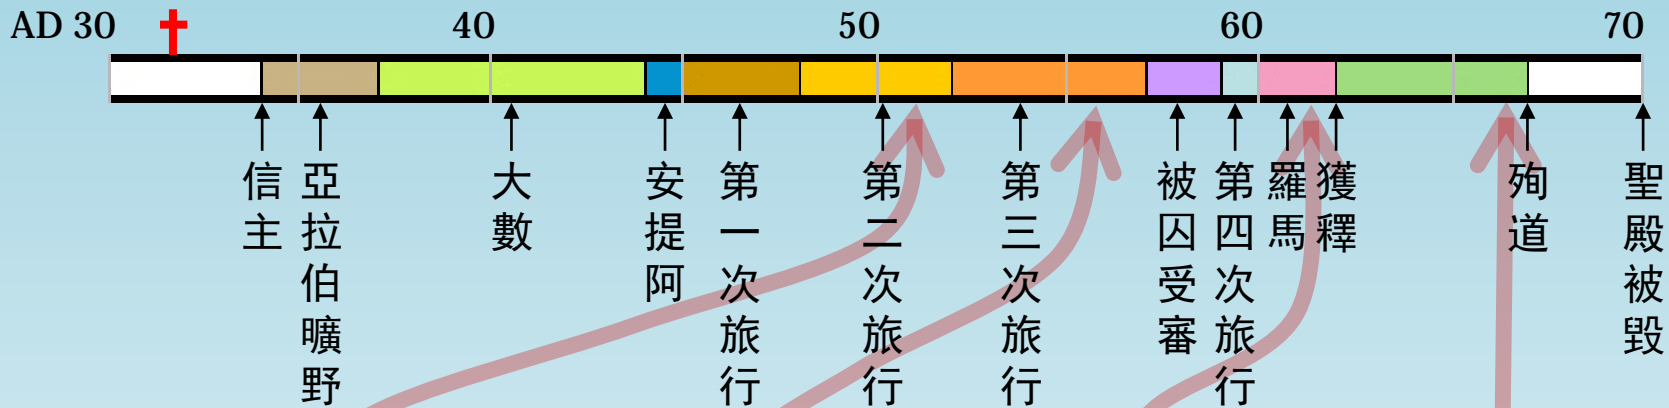 AD 30 40 50 60 70
信主
亞拉伯曠野
大數
安提阿
第一次旅行
第二次旅行
第三次旅行
被囚受審
第四次旅行
羅馬
獲釋
殉道
聖殿被毀